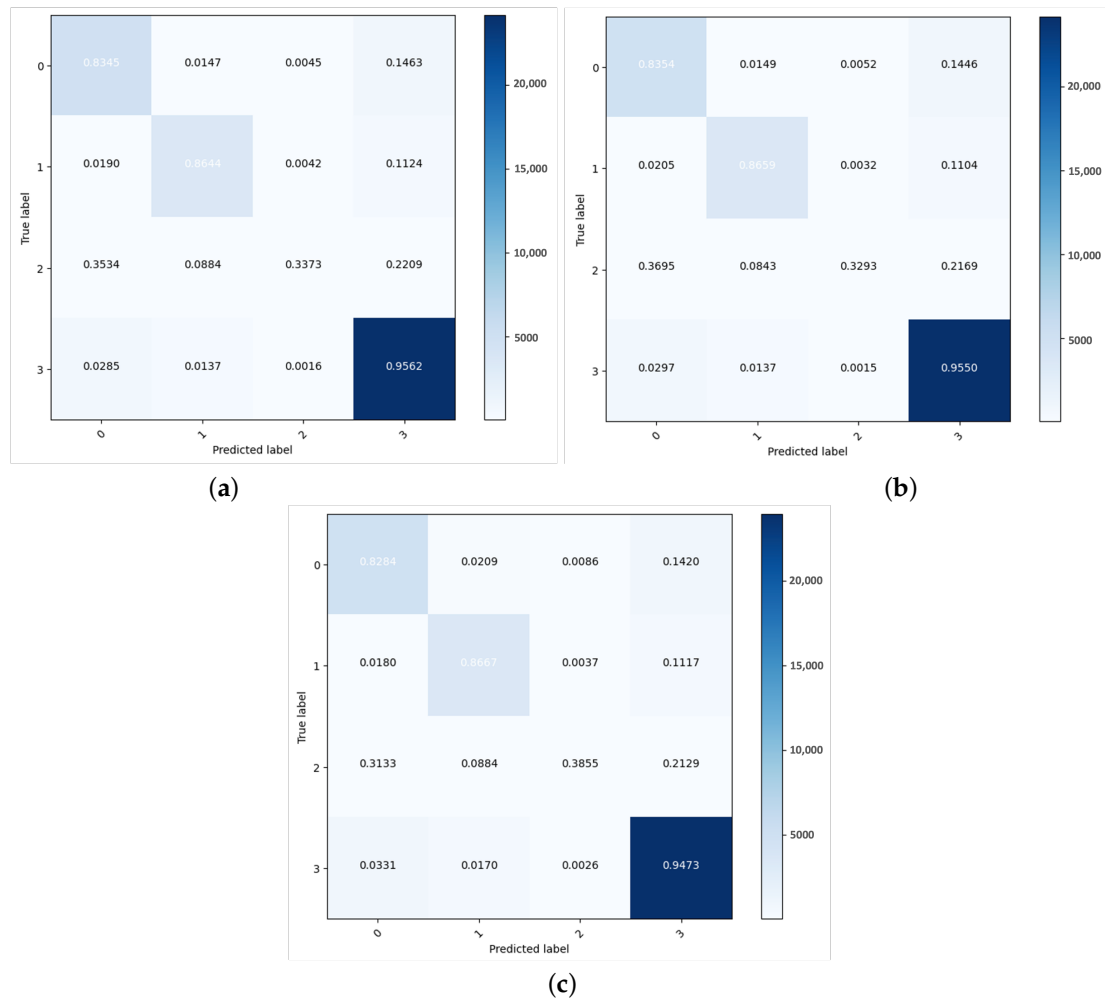 0 0.8345 0.0147 0.0045 0.1463
1 0.0190 0.8644 0.0042 0.1124
2 0.3534 0.0884 0.3373 0.2209
3 0.0285 0.0137 0.0016 0.9562
0 1 2 3
True label
Predicted label
20,000
15,000
10,000
5000
(a)
0 0.8354 0.0149 0.0052 0.1446
1 0.0205 0.8659 0.0032 0.1104
2 0.3695 0.0843 0.3293 0.2169
3 0.0297 0.0137 0.0015 0.9550
0 1 2 3
True label
Predicted label
20,000
15,000
10,000
5000
(b)
0 0.8284 0.0209 0.0086 0.1420
1 0.0180 0.8667 0.0037 0.1117
2 0.3133 0.0884 0.3855 0.2129
3 0.0331 0.0170 0.0026 0.9473
0 1 2 3
True label
Predicted label
20,000
15,000
10,000
5000
(c)